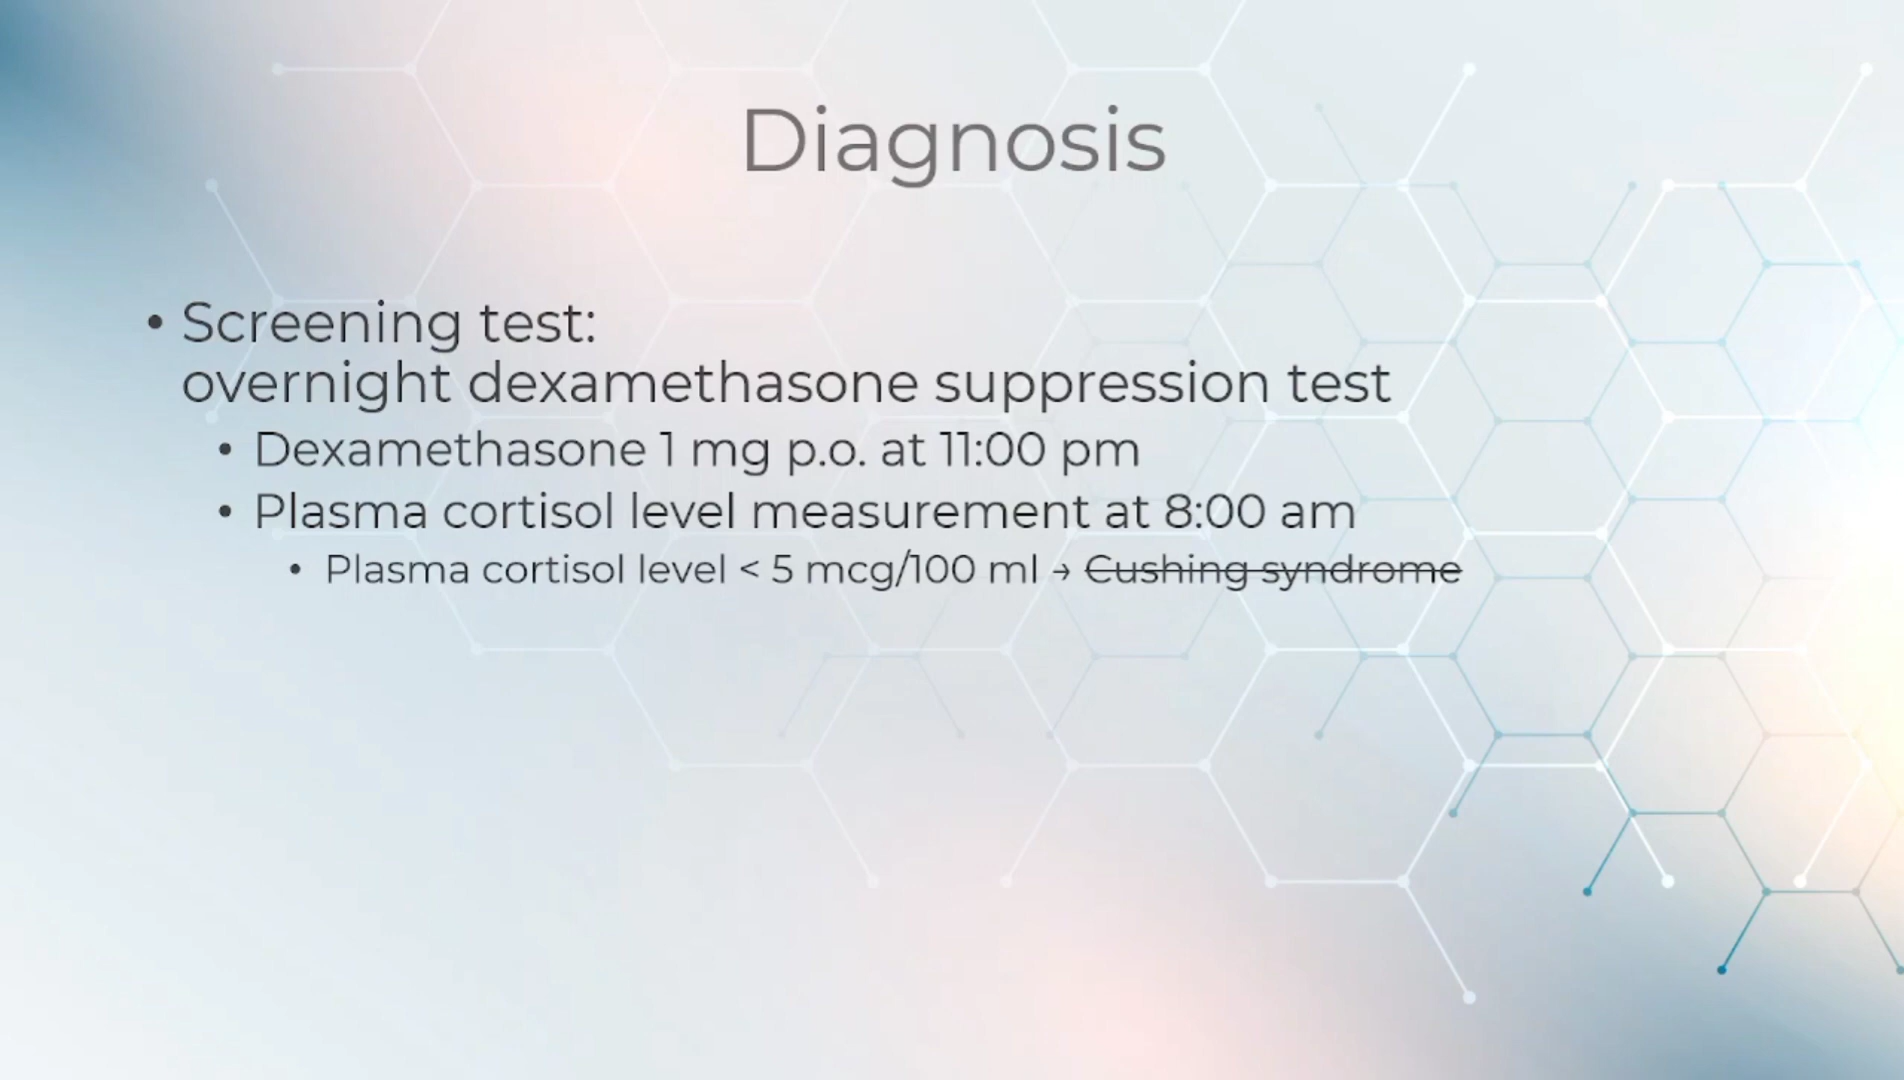 Diagnosis
• Screening test:
overnight dexamethasone suppression test
• Dexamethasone 1 mg p.o. at 11:00 pm
• Plasma cortisol level measurement at 8:00 am
• Plasma cortisol level < 5 mcg/100 ml → Cushing syndrome